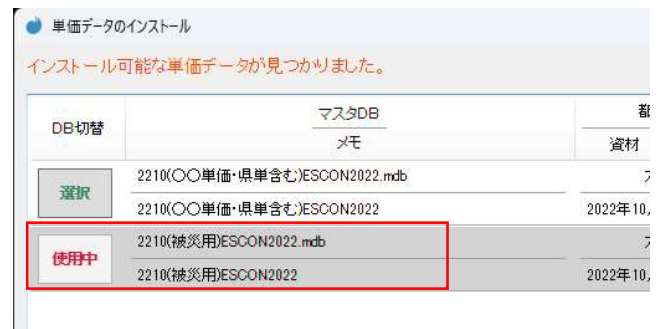 単価データのインストール
インストール可能な単価データが見つかりました。
DB切替
マスタDB
メモ
資材
選択
2210(〇〇単価・県単含む)ESCON2022.mdb
2210(〇〇単価・県単含む)ESCON2022
2022年10,
使用中
2210(被災用)ESCON2022.mdb
2210(被災用)ESCON2022
2022年10,